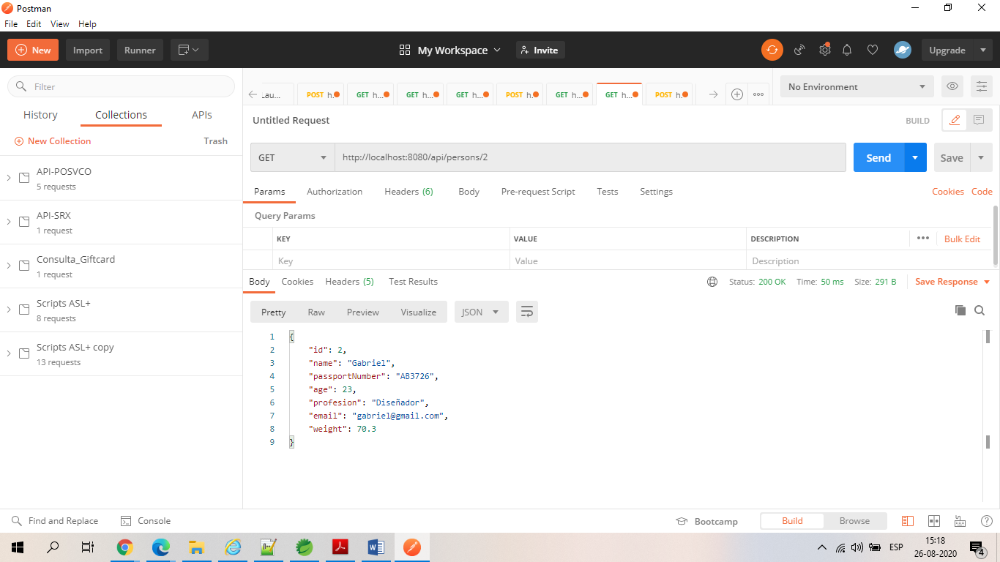 Postman
File Edit View Help
New Import Runner My Workspace Invite Upgrade
Filter
History Collections APIs
New Collection Trash
API-POSVCO
5 requests
API-SRX
1 request
Consulta_Giftcard
1 request
Scripts ASL+
8 requests
Scripts ASL+ copy
13 requests
Lau... POST h. GET h... GET h... GET h... POST h. GET h... GET h... POST h. No Environment
Untitled Request BUILD
GET http://localhost:8080/api/persons/2 Send Save
Params Authorization Headers (6) Body Pre-request Script Tests Settings Cookies Code
Query Params
KEY VALUE DESCRIPTION Bulk Edit
Key Value Description
Body Cookies Headers (5) Test Results Status: 200 OK Time: 50 ms Size: 291 B Save Response
Pretty Raw Preview Visualize JSON
1 {
2 "id": 2,
3 "name": "Gabriel",
4 "passportNumber": "AB3726",
5 "age": 23,
6 "profesion": "Diseñador",
7 "email": "gabriel@gmail.com",
8 "weight": 70.3
9 }
Find and Replace Console Bootcamp Build Browse
ESP 15:18
26-08-2020 4